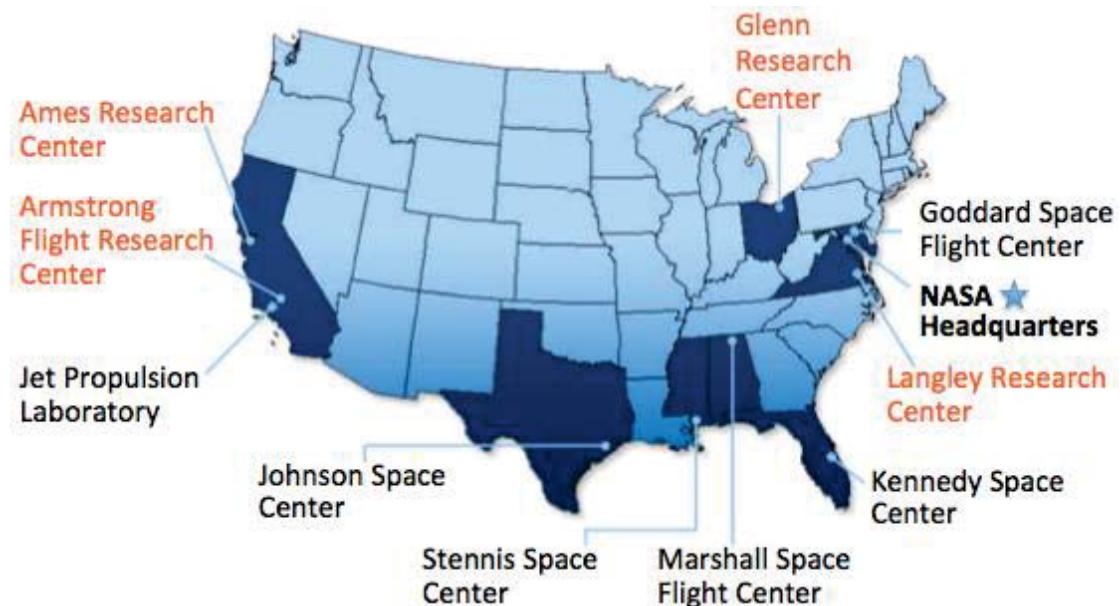 Glenn
Research
Center
Ames Research
Center
Armstrong
Flight Research
Center
Goddard Space
Flight Center
NASA
Headquarters
Jet Propulsion
Laboratory
Langley Research
Center
Johnson Space
Center
Kennedy Space
Center
Stennis Space
Center
Marshall Space
Flight Center